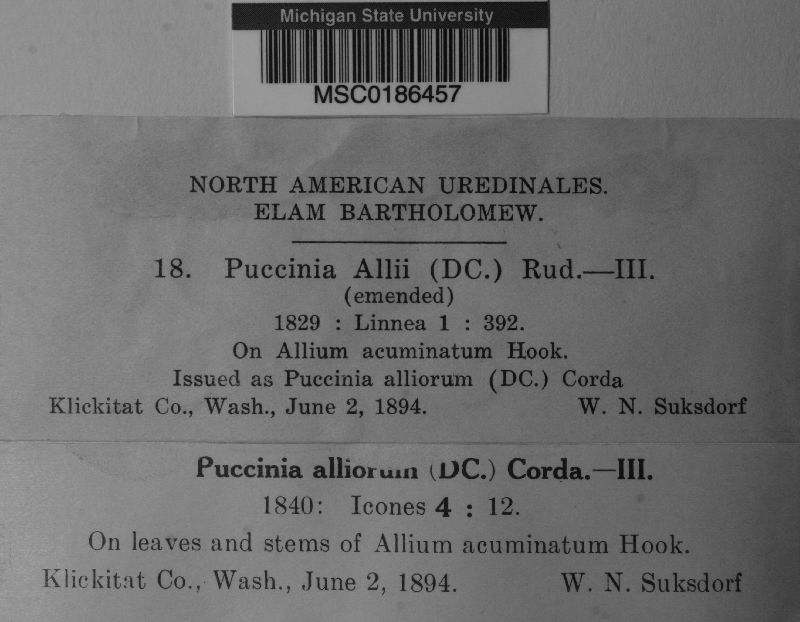 Michigan State University
MSC0186457
NORTH AMERICAN UREDINALES.
ELAM BARTHOLOMEW.
18. Puccinia Allii (DC.) Rud.—III.
(emended)
1829 : Linnea 1 : 392.
On Allium acuminatum Hook.
Issued as Puccinia alliorum (DC.) Corda
Klickitat Co., Wash., June 2, 1894. W. N. Suksdorf
Puccinia alliorum (DC.) Corda.—III.
1840: Icones 4 : 12.
On leaves and stems of Allium acuminatum Hook.
Klickitat Co., Wash., June 2, 1894. W. N. Suksdorf